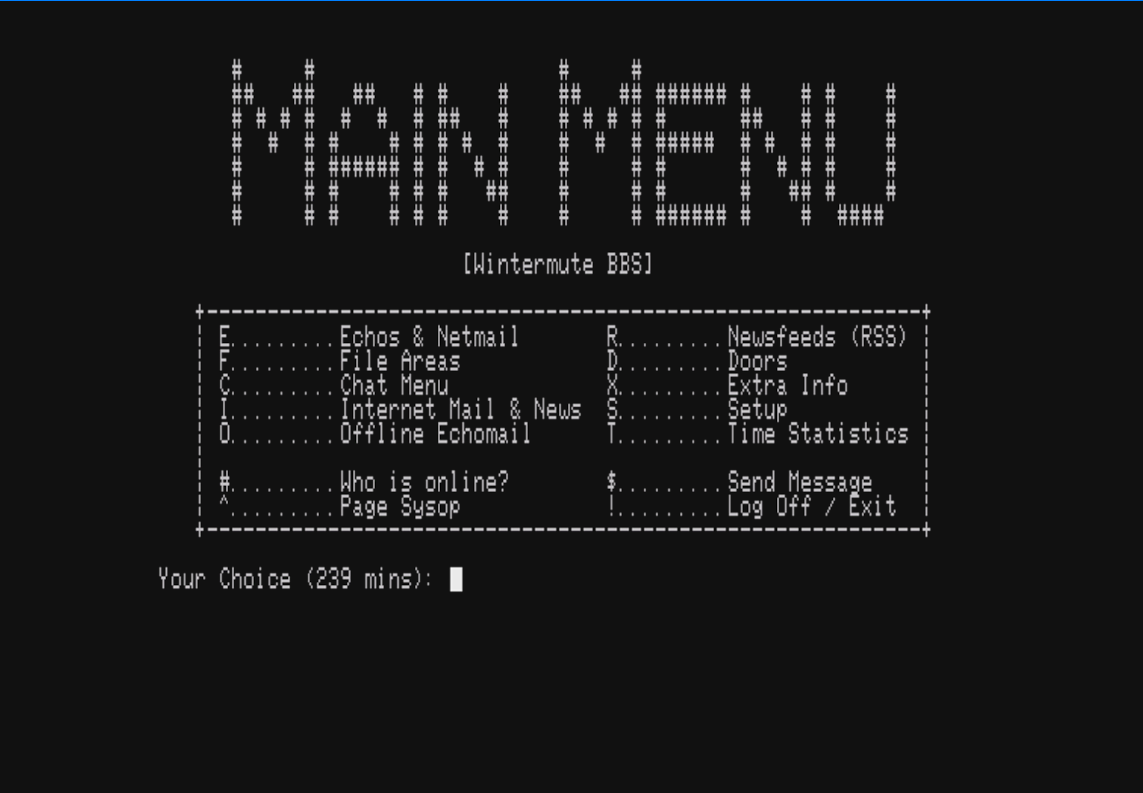 MAIN MENU
[Wintermute BBS]
E.........Echos & Netmail R.........Newsfeeds (RSS)
F.........File Areas D.........Doors
C.........Chat Menu X.........Extra Info
I.........Internet Mail & News S.........Setup
O.........Offline Echomail T.........Time Statistics
#.........Who is online? $.........Send Message
^.........Page Sysop !.........Log Off / Exit
Your Choice (239 mins):